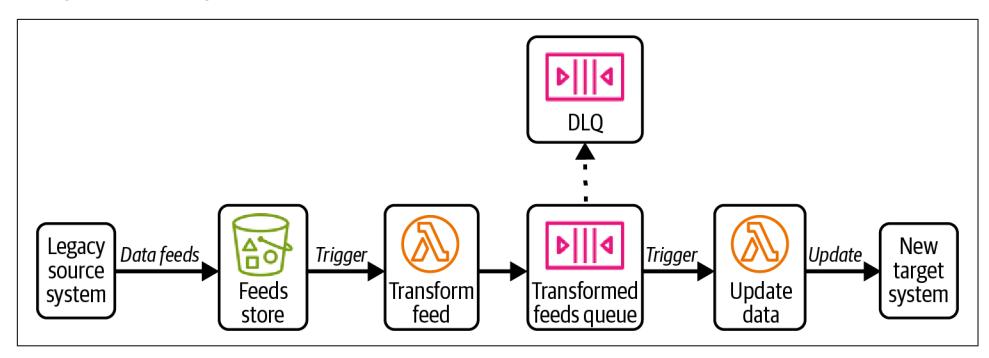 DLQ
Legacy
source
system
Data feeds
Feeds
store
Trigger
Transform
feed
Transformed
feeds queue
Trigger
Update
data
Update
New
target
system